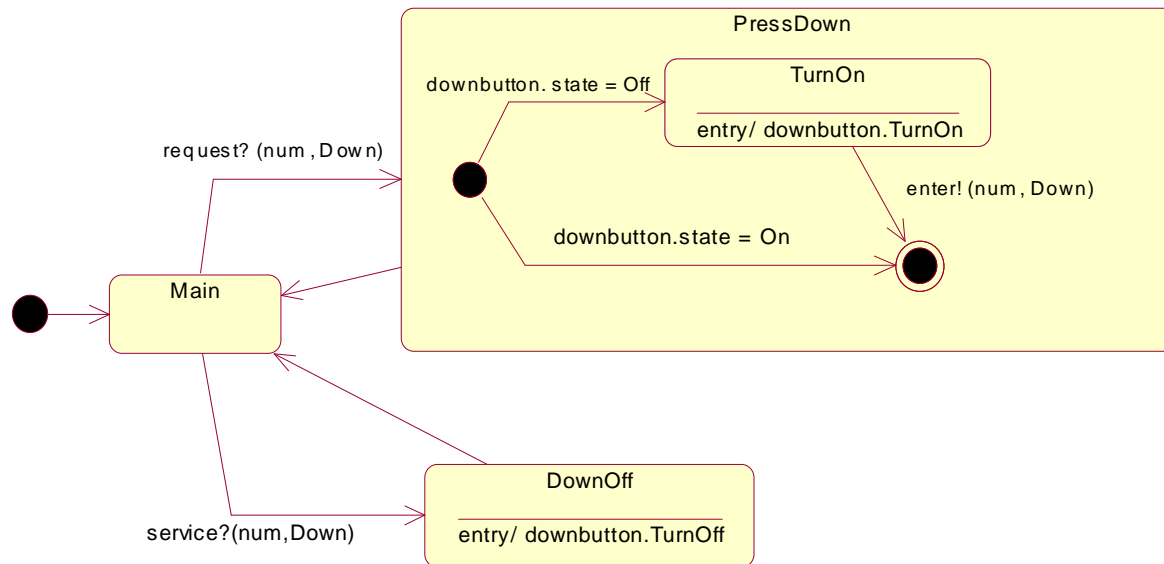 PressDown
downbutton. state = Off
TurnOn
entry/ downbutton.TurnOn
request? (num , Down)
enter! (num , Down)
downbutton.state = On
Main
DownOff
entry/ downbutton.TurnOff
service?(num,Down)